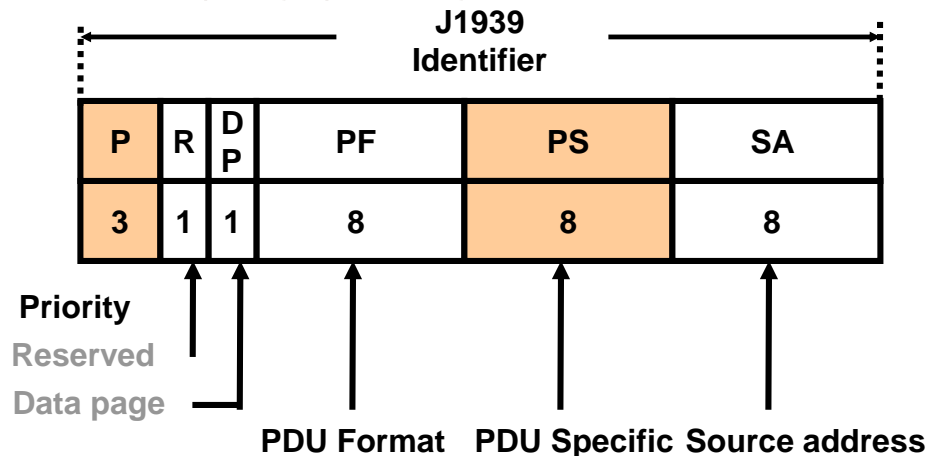 J1939
Identifier
P R DP PF PS SA
3 1 1 8 8 8
Priority
Reserved
Data page
PDU Format PDU Specific Source address